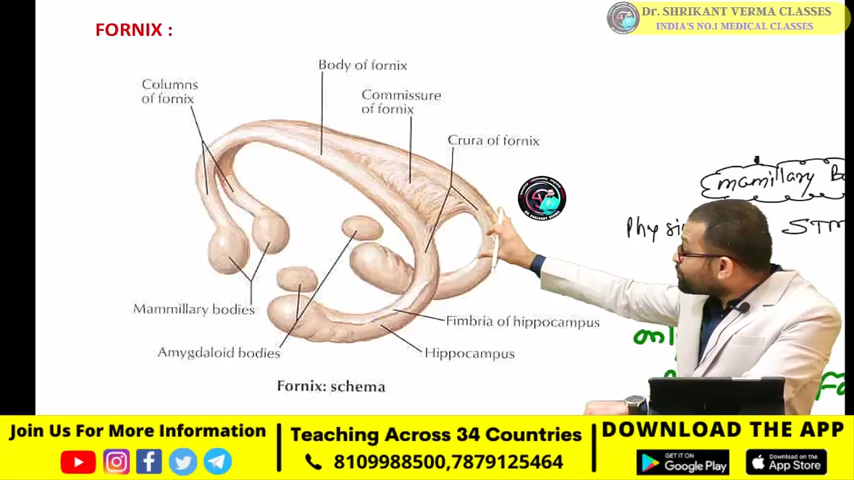 FORNIX :
Dr. SHRIKANT VERMA CLASSES
INDIA'S NO.1 MEDICAL CLASSES
Body of fornix
Columns
of fornix
Commissure
of fornix
Crura of fornix
mamillary
STM
Mammillary bodies
Fimbria of hippocampus
Amygdaloid bodies
Hippocampus
Fornix: schema
Join Us For More Information
Teaching Across 34 Countries
8109988500,7879125464
DOWNLOAD THE APP
GET IT ON
Google Play
Download on the
App Store